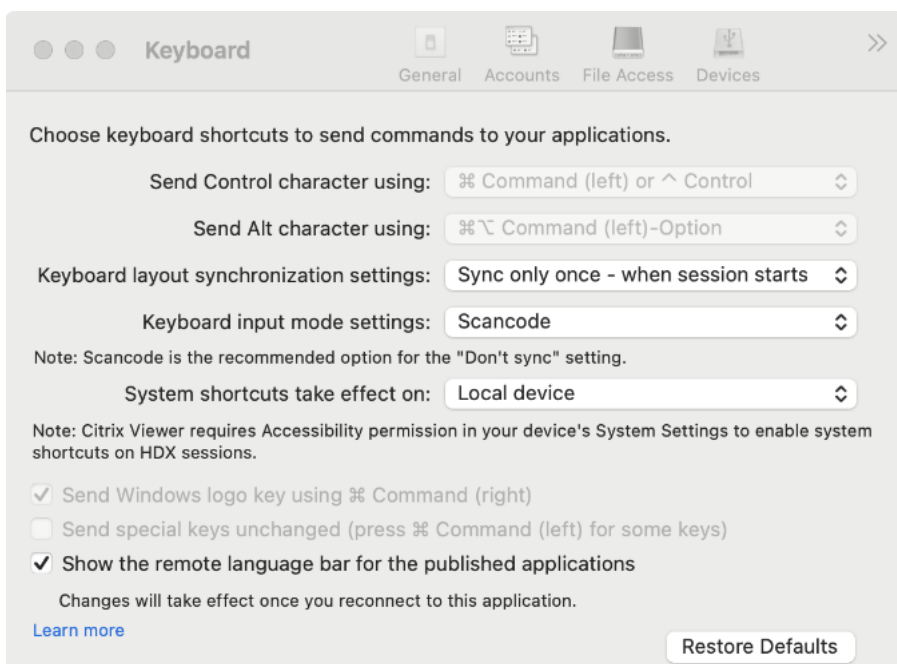 Keyboard
General
Accounts
File Access
Devices
Choose keyboard shortcuts to send commands to your applications.
Send Control character using: ⌘ Command (left) or ^ Control
Send Alt character using: ⌘⌥ Command (left)-Option
Keyboard layout synchronization settings: Sync only once - when session starts
Keyboard input mode settings: Scancode
Note: Scancode is the recommended option for the "Don't sync" setting.
System shortcuts take effect on: Local device
Note: Citrix Viewer requires Accessibility permission in your device's System Settings to enable system
shortcuts on HDX sessions.
Send Windows logo key using ⌘ Command (right)
Send special keys unchanged (press ⌘ Command (left) for some keys)
Show the remote language bar for the published applications
Changes will take effect once you reconnect to this application.
Learn more
Restore Defaults